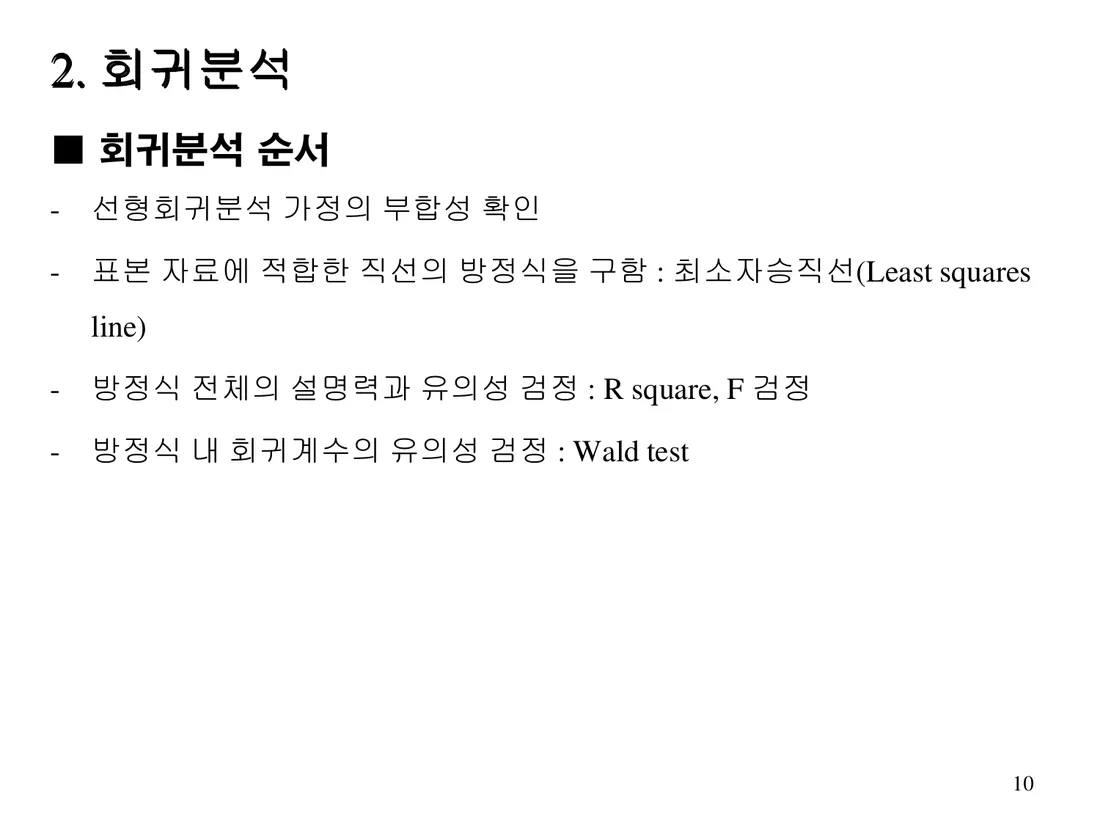 2. 회귀분석
■ 회귀분석 순서
- 선형회귀분석 가정의 부합성 확인
- 표본 자료에 적합한 직선의 방정식을 구함 : 최소자승직선(Least squares
line)
- 방정식 전체의 설명력과 유의성 검정 : R square, F 검정
- 방정식 내 회귀계수의 유의성 검정 : Wald test
10